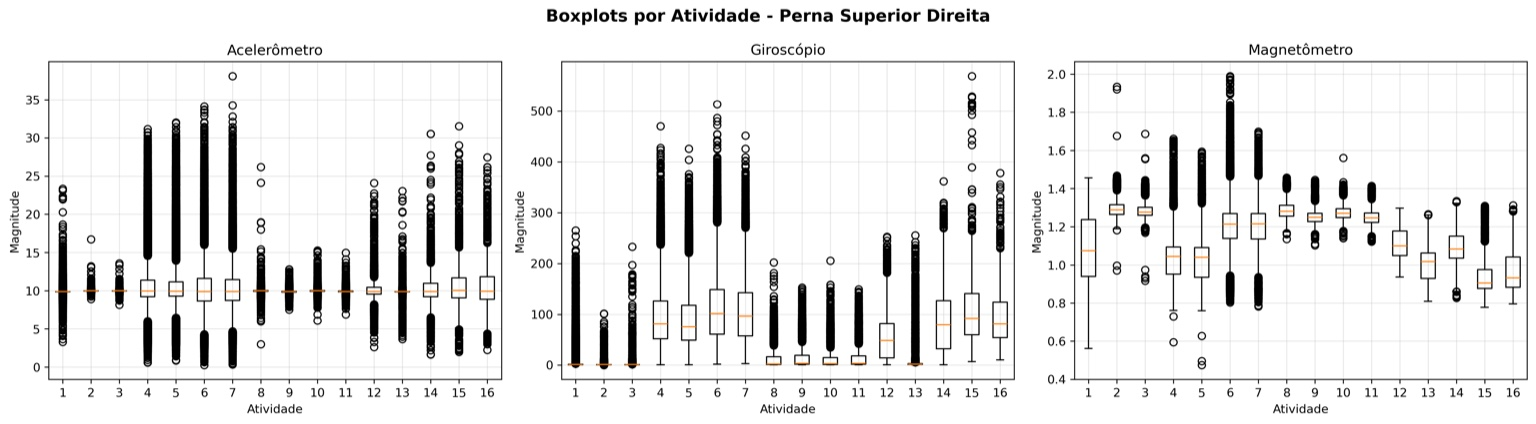 Boxplots por Atividade - Perna Superior Direita
Acelerômetro
Magnitude
35
30
25
20
15
10
5
0
1 2 3 4 5 6 7 8 9 10 11 12 13 14 15 16
Atividade
Giroscópio
Magnitude
500
400
300
200
100
0
1 2 3 4 5 6 7 8 9 10 11 12 13 14 15 16
Atividade
Magnetômetro
Magnitude
2.0
1.8
1.6
1.4
1.2
1.0
0.8
0.6
0.4
1 2 3 4 5 6 7 8 9 10 11 12 13 14 15 16
Atividade